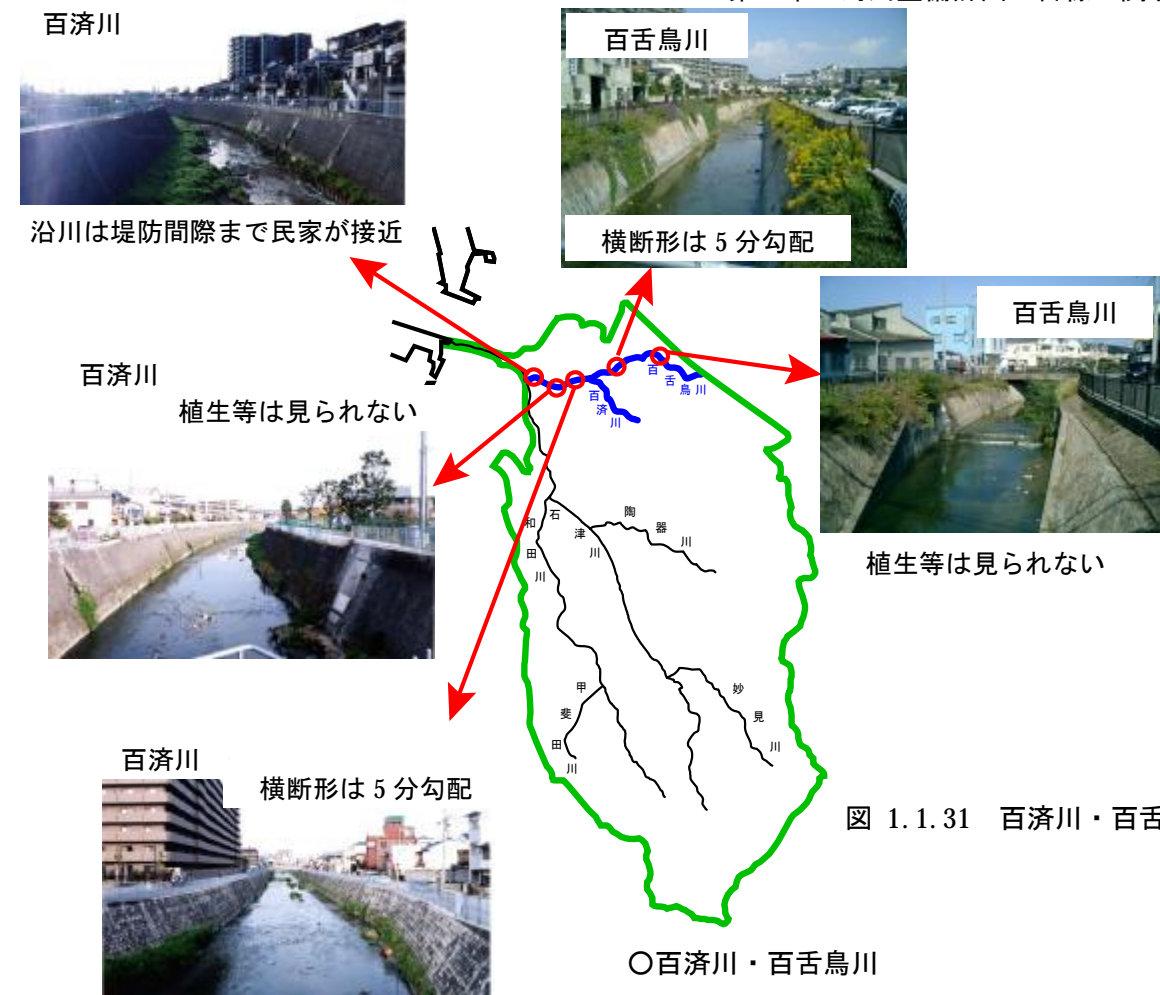 百済川
百舌鳥川
横断形は 5 分勾配
沿川は堤防間際まで民家が接近
百舌鳥川
植生等は見られない
百済川
植生等は見られない
百舌鳥川
百済川
石津川
和田川
陶器川
甲斐田川
妙見川
百済川
横断形は 5 分勾配
図 1.1.31 百済川・百舌
○百済川・百舌鳥川